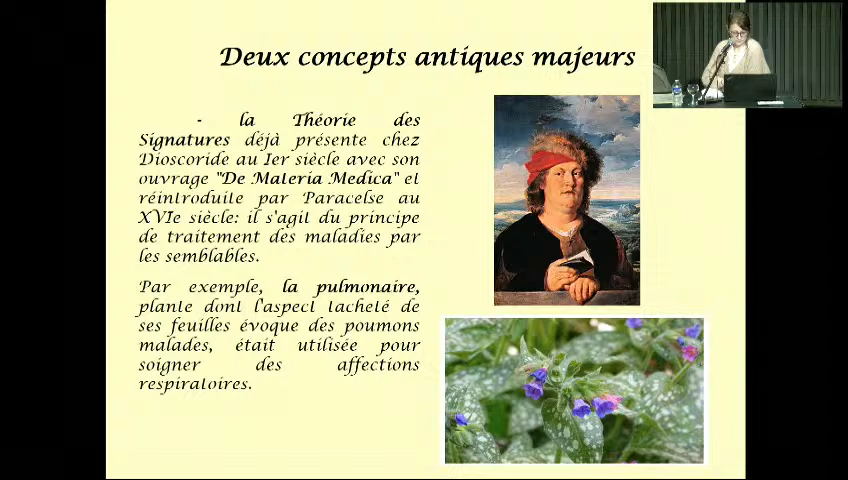 Deux concepts antiques majeurs
- la Théorie des
Signatures déjà présente chez
Dioscoride au Ier siècle avec son
ouvrage "De Materia Medica" et
réintroduite par Paracelse au
XVIe siècle: il s'agit du principe
de traitement des maladies par
les semblables.
Par exemple, la pulmonaire,
plante dont l'aspect tacheté de
ses feuilles évoque des poumons
malades, était utilisée pour
soigner des affections
respiratoires.